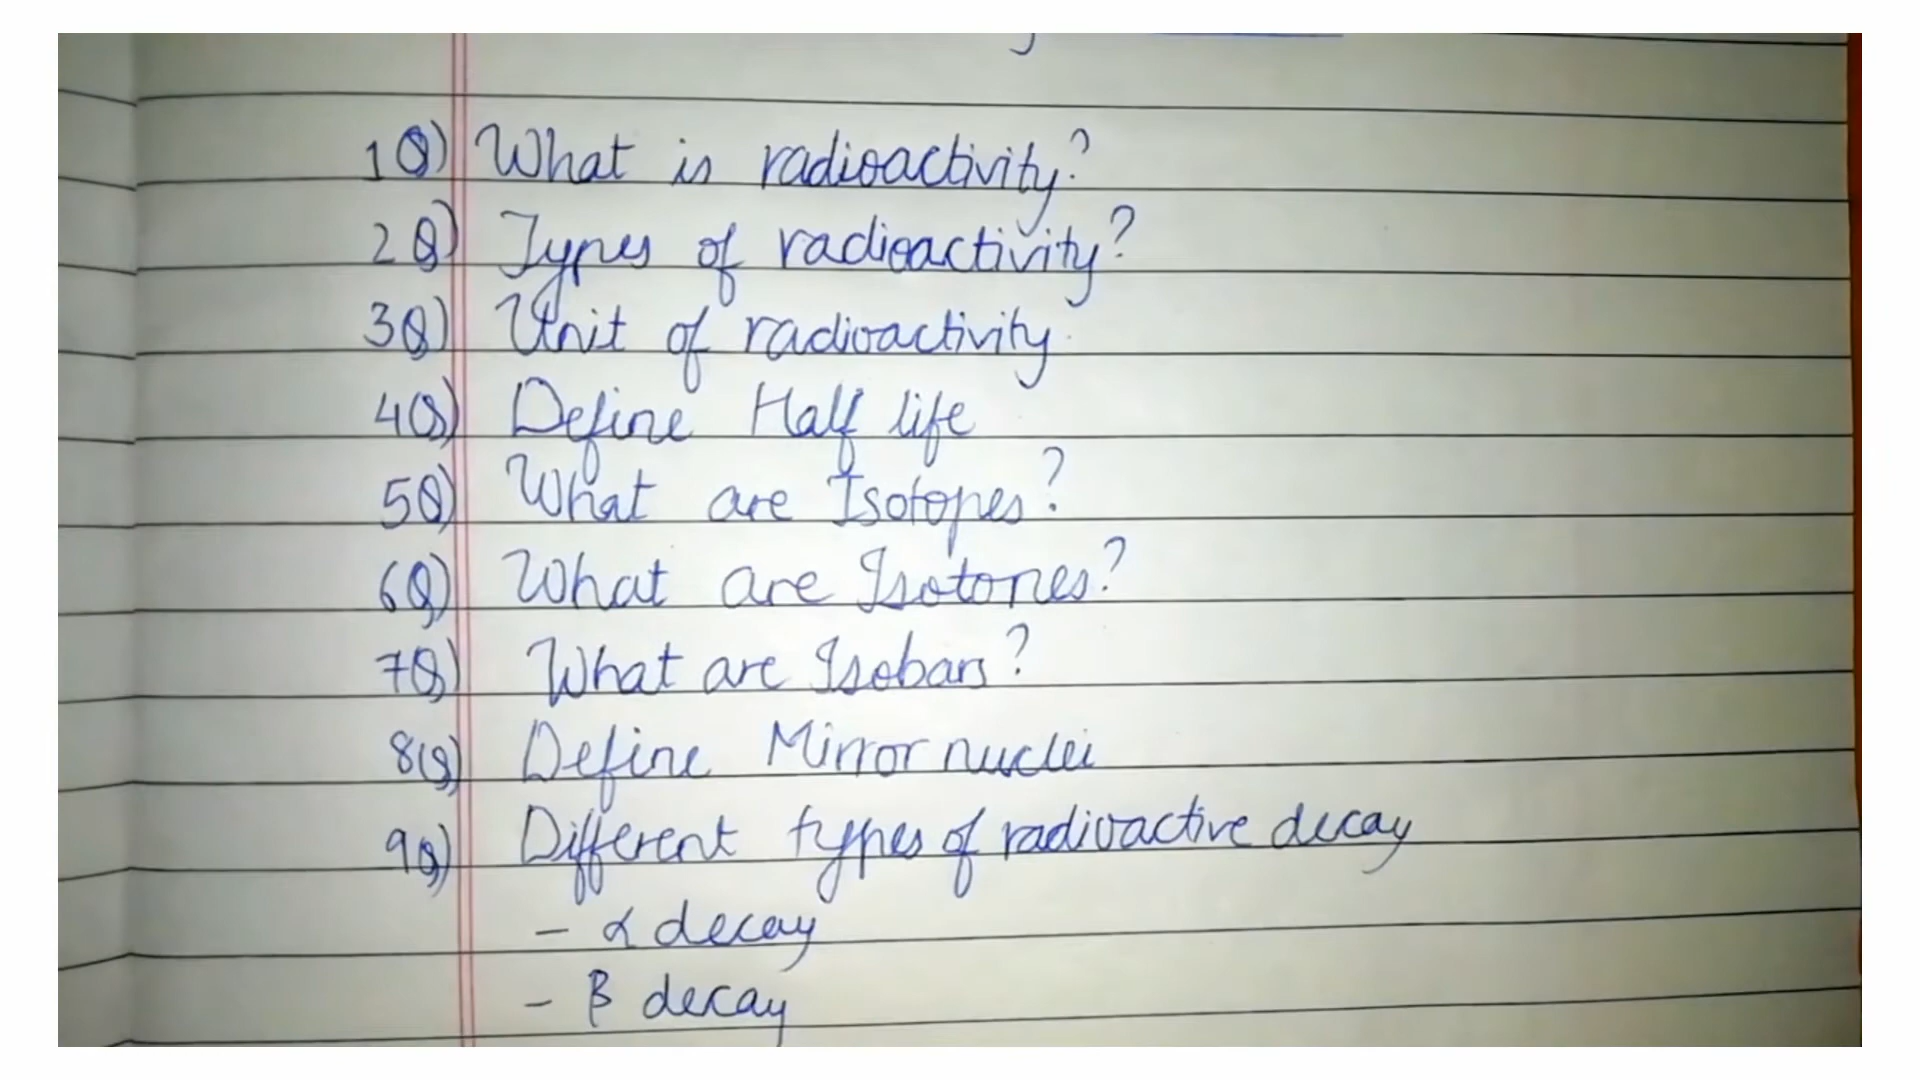 1Q) What is radioactivity?
2Q) Types of radioactivity?
3Q) Unit of radioactivity.
4Q) Define Half life
5Q) What are Isotopes?
6Q) What are Isotones?
7Q) What are Isobars?
8Q) Define Mirror nuclei
9Q) Different types of radioactive decay
- α decay
- β decay